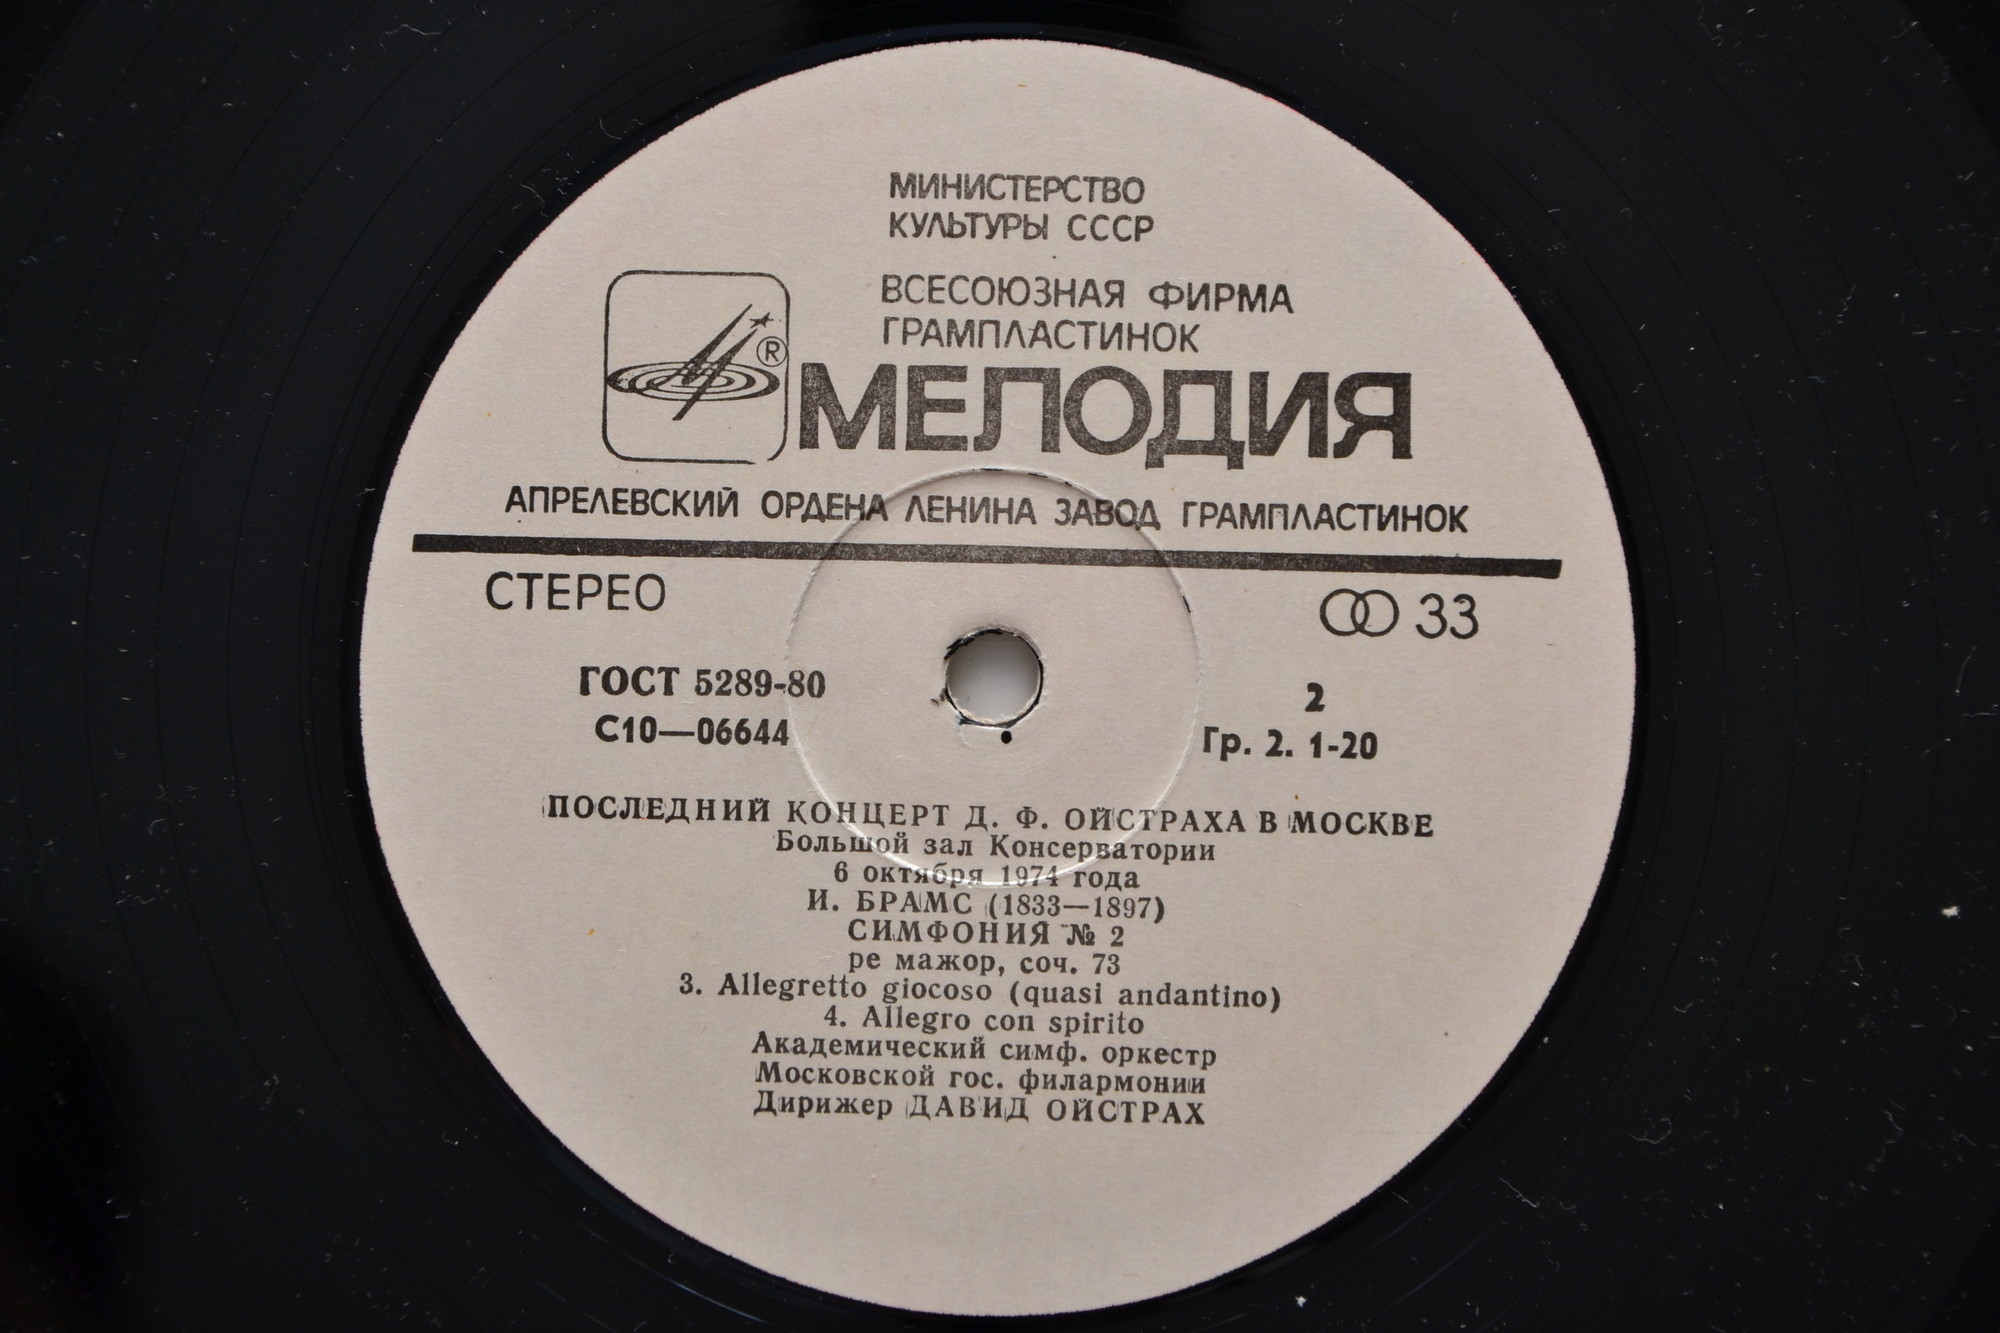 МИНИСТЕРСТВО
КУЛЬТУРЫ СССР
ВСЕСОЮЗНАЯ ФИРМА
ГРАМПЛАСТИНОК
®
МЕЛОДИЯ
АПРЕЛЕВСКИЙ ОРДЕНА ЛЕНИНА ЗАВОД ГРАМПЛАСТИНОК
СТЕРЕО
33
ГОСТ 5289-80
2
С10—06644
Гр. 2. 1-20
ПОСЛЕДНИЙ КОНЦЕРТ Д. Ф. ОЙСТРАХА В МОСКВЕ
Большой зал Консерватории
6 октября 1974 года
И. БРАМС (1833—1897)
СИМФОНИЯ № 2
ре мажор, соч. 73
3. Allegretto giocoso (quasi andantino)
4. Allegro con spirito
Академический симф. оркестр
Московской гос. филармонии
Дирижер ДАВИД ОЙСТРАХ